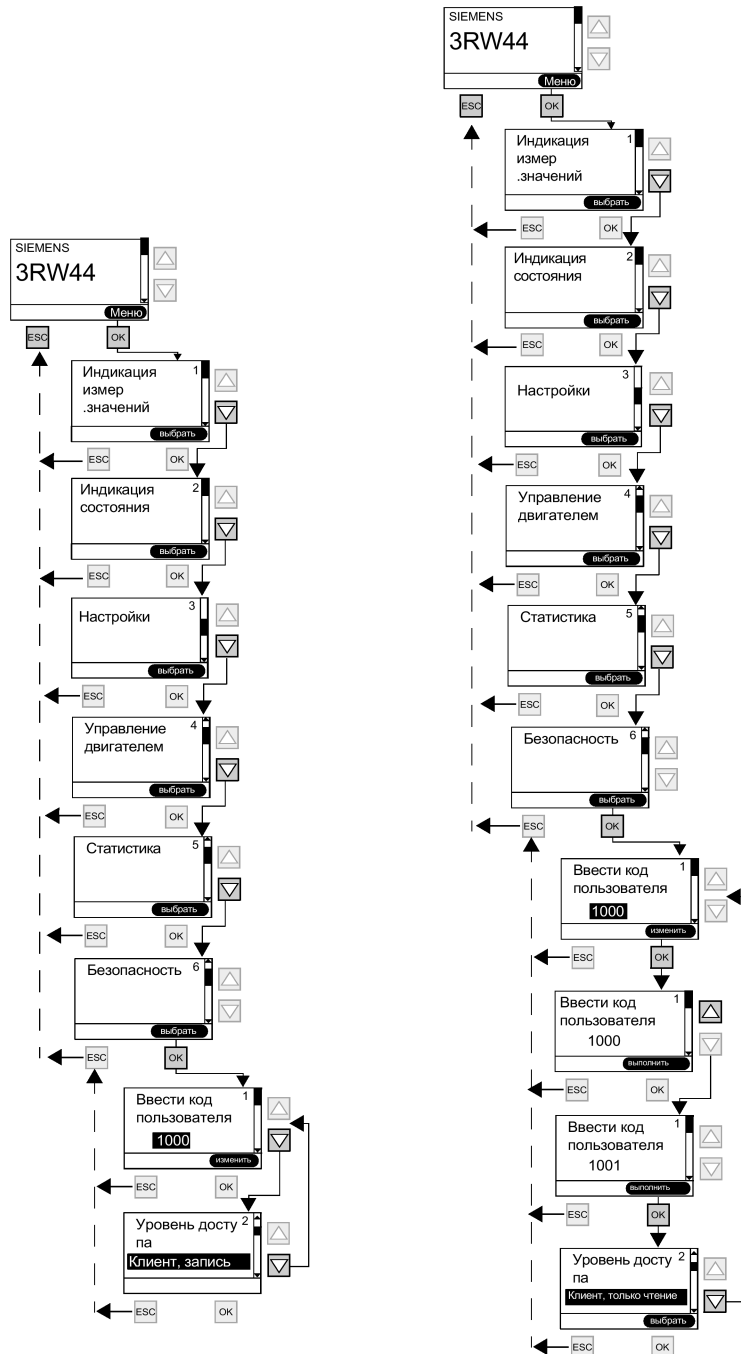 SIEMENS
3RW44
Меню
ESC
OK
Индикация
1
измер
.значений
выбрать
ESC
OK
Индикация
2
состояния
выбрать
ESC
OK
3
Настройки
выбрать
ESC
OK
Управление
4
двигателем
выбрать
ESC
OK
Статистика
5
выбрать
ESC
OK
Безопасность
6
выбрать
ESC
OK
Ввести код
1
пользователя
1000
изменить
ESC
OK
Уровень досту
2
па
Клиент, запись
ESC
OK
SIEMENS
3RW44
Меню
ESC
OK
Индикация
1
измер
.значений
выбрать
ESC
OK
Индикация
2
состояния
выбрать
ESC
OK
3
Настройки
выбрать
ESC
OK
Управление
4
двигателем
выбрать
ESC
OK
Статистика
5
выбрать
ESC
OK
Безопасность
6
выбрать
ESC
OK
Ввести код
1
пользователя
1000
изменить
ESC
OK
Ввести код
1
пользователя
1000
выполнить
ESC
OK
Ввести код
1
пользователя
1001
выполнить
ESC
OK
Уровень досту
2
па
Клиент, только чтение
выбрать
ESC
OK